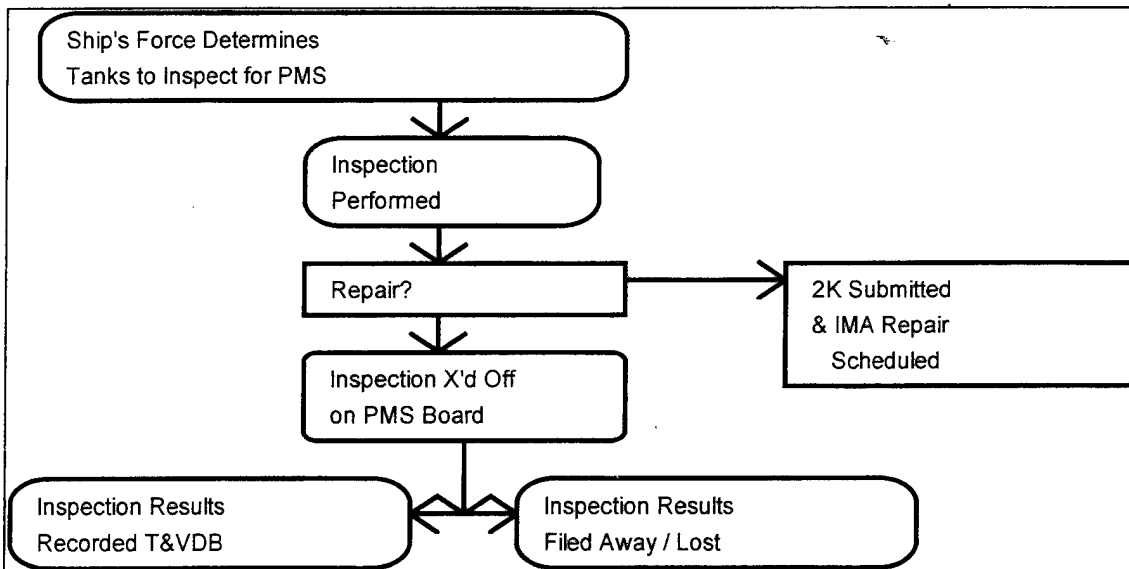 Ship's Force Determines
Tanks to Inspect for PMS
Inspection
Performed
Repair?
2K Submitted
& IMA Repair
Scheduled
Inspection X'd Off
on PMS Board
Inspection Results
Recorded T&VDB
Inspection Results
Filed Away / Lost